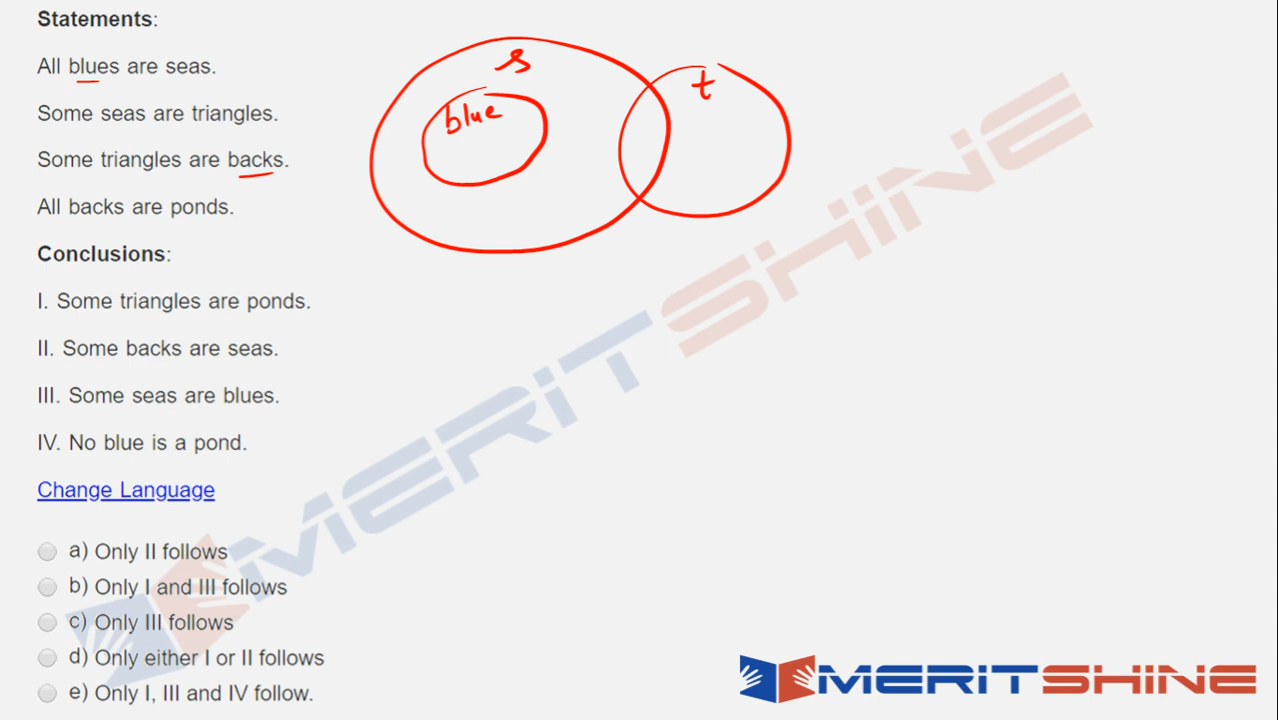 Statements:
All blues are seas.
Some seas are triangles.
Some triangles are backs.
All backs are ponds.
s
blue
t
Conclusions:
I. Some triangles are ponds.
II. Some backs are seas.
III. Some seas are blues.
IV. No blue is a pond.
Change Language
a) Only II follows
b) Only I and III follows
c) Only III follows
d) Only either I or II follows
e) Only I, III and IV follow.
MERITSHINE
MERITSHINE